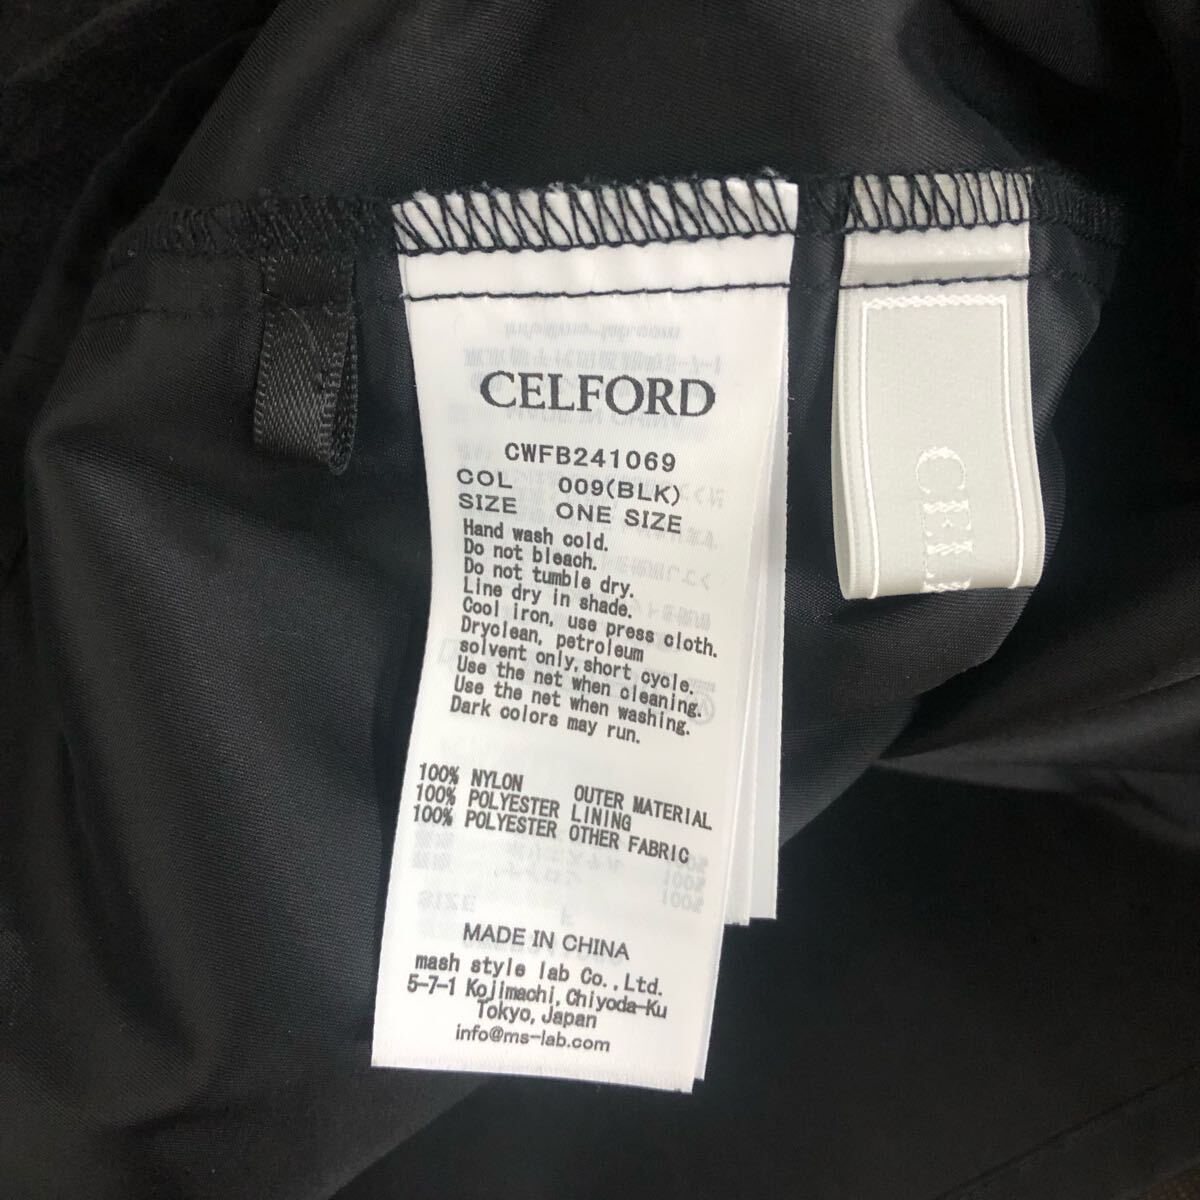 CELFORD
CWFB241069
COL 009(BLK)
SIZE ONE SIZE
Hand wash cold.
Do not bleach.
Do not tumble dry.
Line dry in shade.
Cool iron, use press cloth.
Dryclean, petroleum
solvent only,short cycle.
Use the net when cleaning.
Use the net when washing.
Dark colors may run.
100% NYLON OUTER MATERIAL
100% POLYESTER LINING
100% POLYESTER OTHER FABRIC
MADE IN CHINA
mash style lab Co.,Ltd.
5-7-1 Kojimachi,Chiyoda-Ku
Tokyo,Japan
info@ms-lab.com